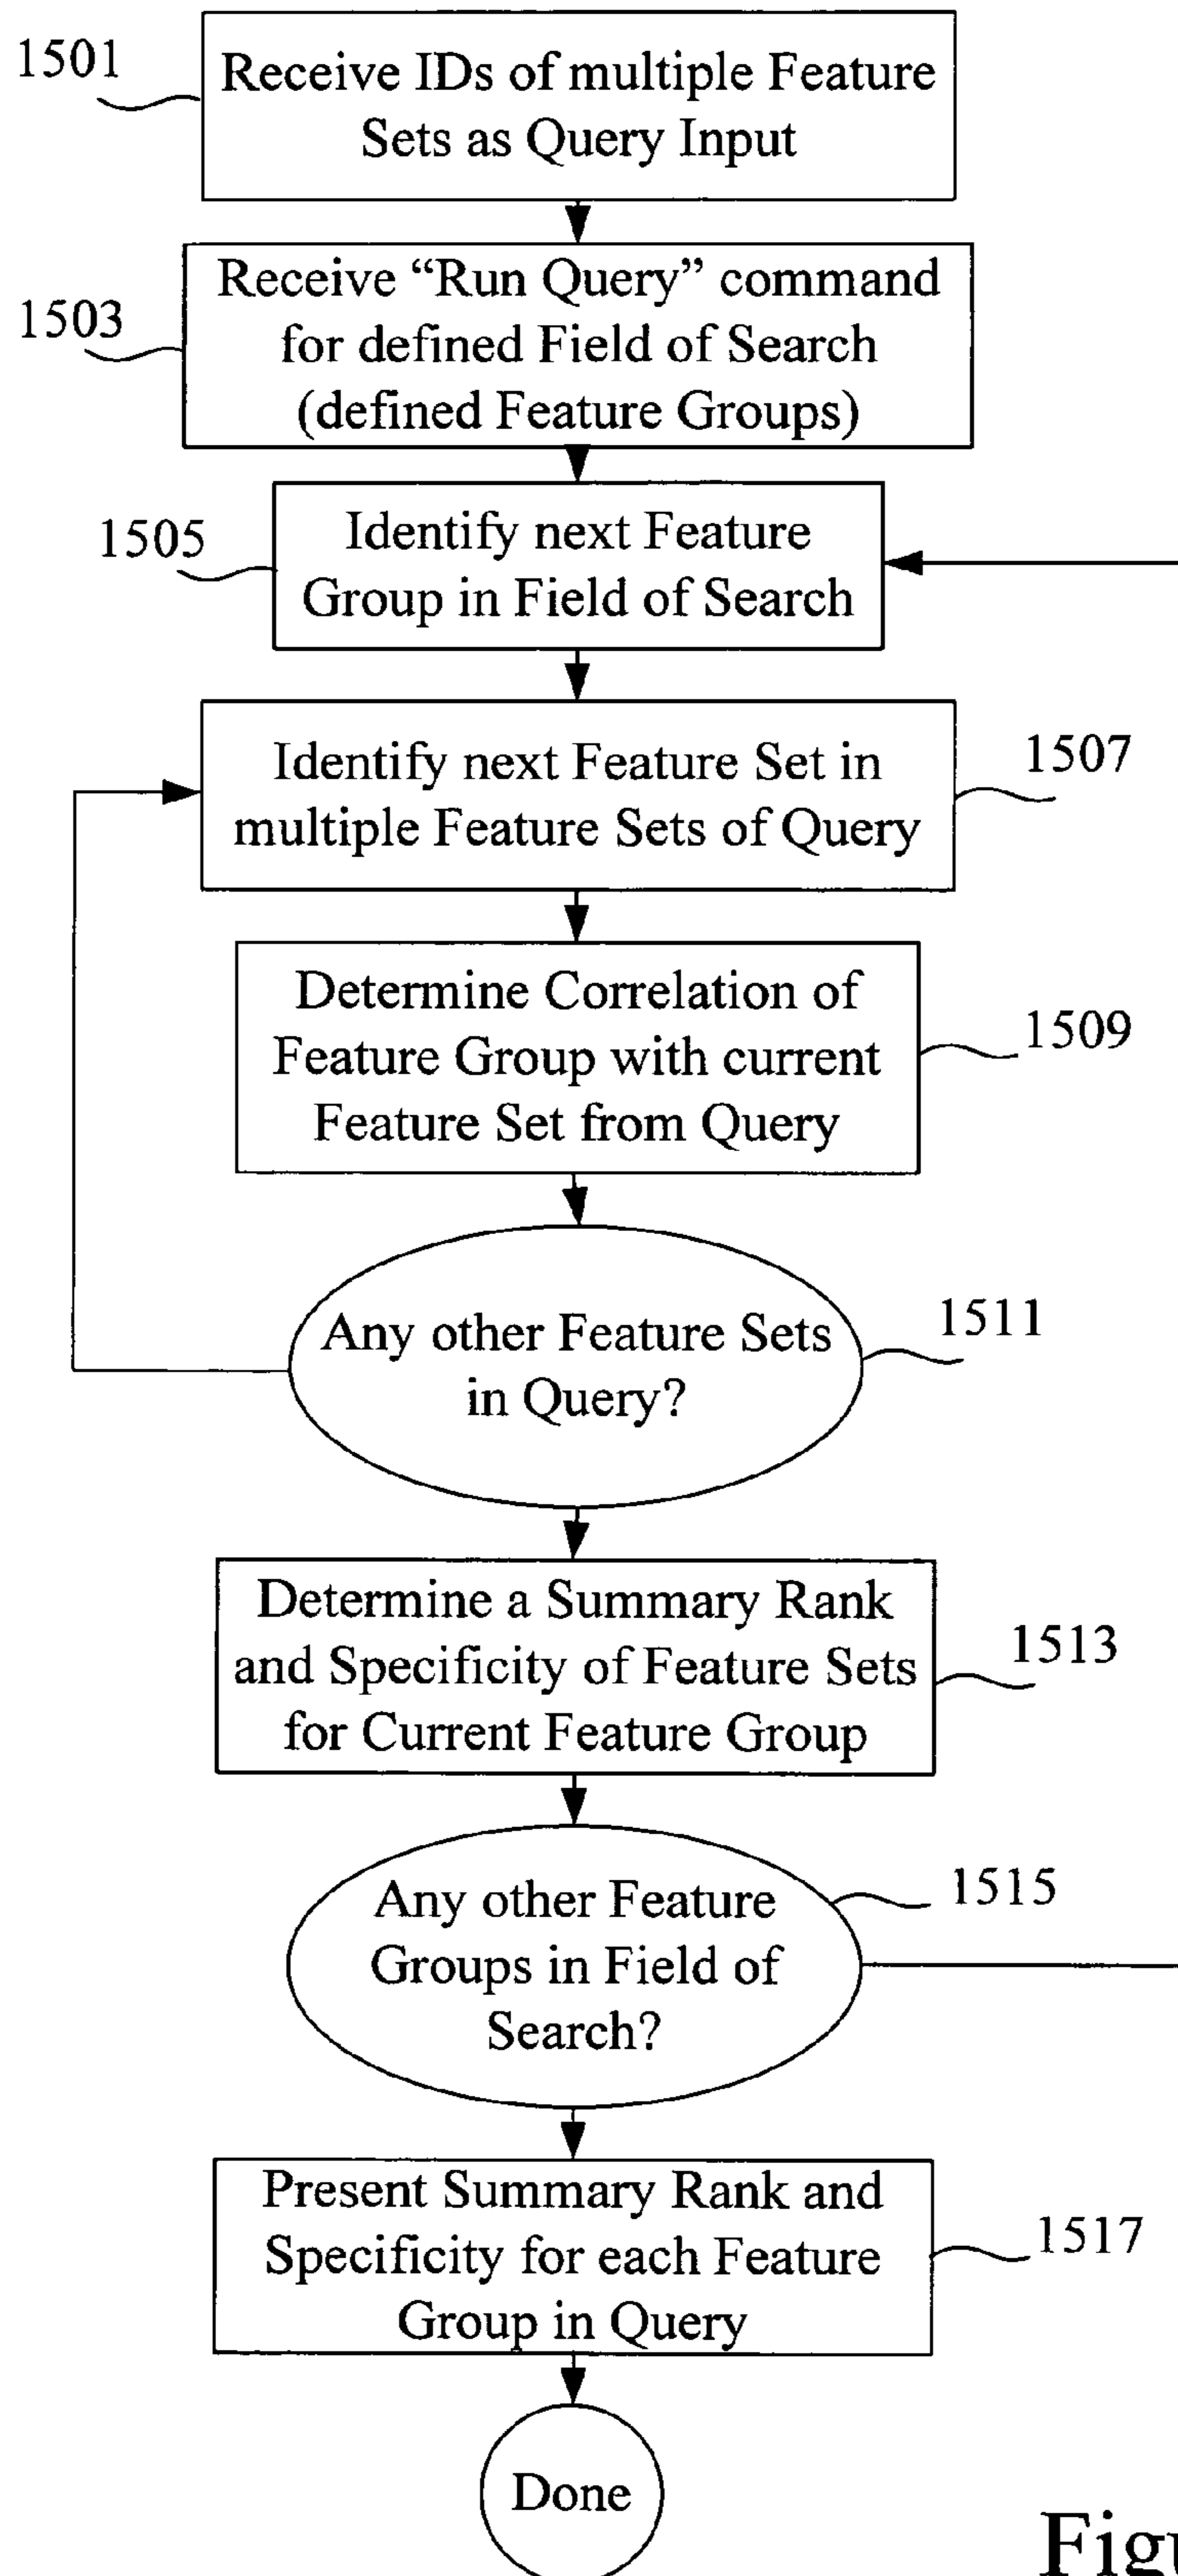 1501
Receive IDs of multiple Feature
Sets as Query Input
1503
Receive “Run Query” command
for defined Field of Search
(defined Feature Groups)
1505
Identify next Feature
Group in Field of Search
1507
Identify next Feature Set in
multiple Feature Sets of Query
1509
Determine Correlation of
Feature Group with current
Feature Set from Query
1511
Any other Feature Sets
in Query?
1513
Determine a Summary Rank
and Specificity of Feature Sets
for Current Feature Group
1515
Any other Feature
Groups in Field of
Search?
1517
Present Summary Rank and
Specificity for each Feature
Group in Query
Done